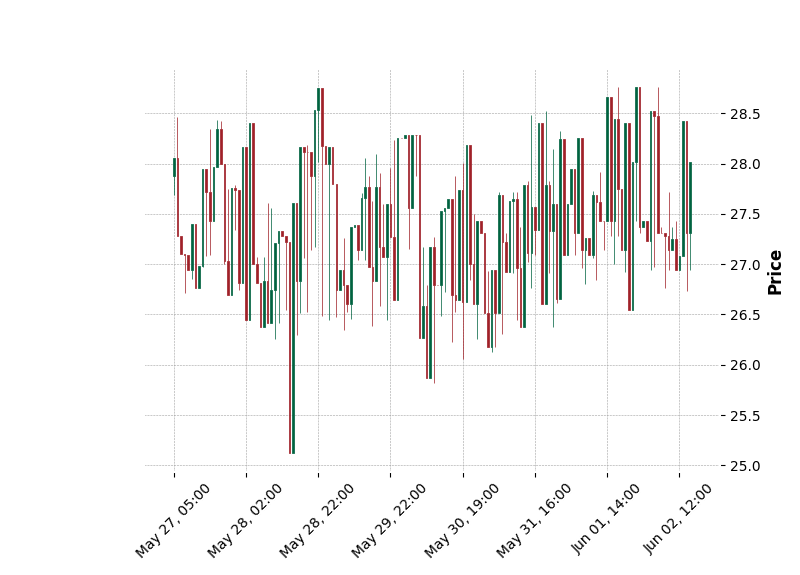 28.5
28.0
27.5
27.0
26.5
26.0
25.5
25.0
Price
May 27, 05:00
May 28, 02:00
May 28, 22:00
May 29, 22:00
May 30, 19:00
May 31, 16:00
Jun 01, 14:00
Jun 02, 12:00